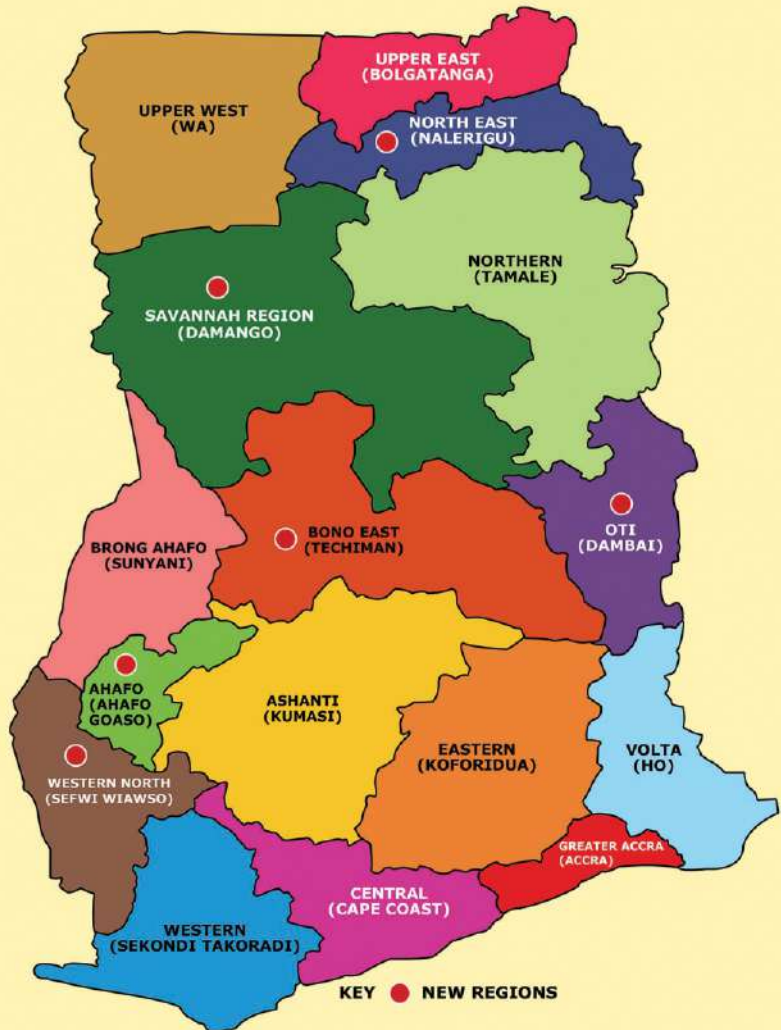 UPPER EAST
(BOLGATANGA)
UPPER WEST
(WA)
NORTH EAST
(NALERIGU)
NORTHERN
(TAMALE)
SAVANNAH REGION
(DAMANGO)
BONO EAST
(TECHIMAN)
OTI
(DAMBAI)
BRONG AHAFO
(SUNYANI)
AHAFO
(AHAFO
GOASO)
ASHANTI
(KUMASI)
EASTERN
(KOFORIDUA)
VOLTA
(HO)
WESTERN NORTH
(SEFWI WIAWSO)
GREATER ACCRA
(ACCRA)
CENTRAL
(CAPE COAST)
WESTERN
(SEKONDI TAKORADI)
KEY NEW REGIONS